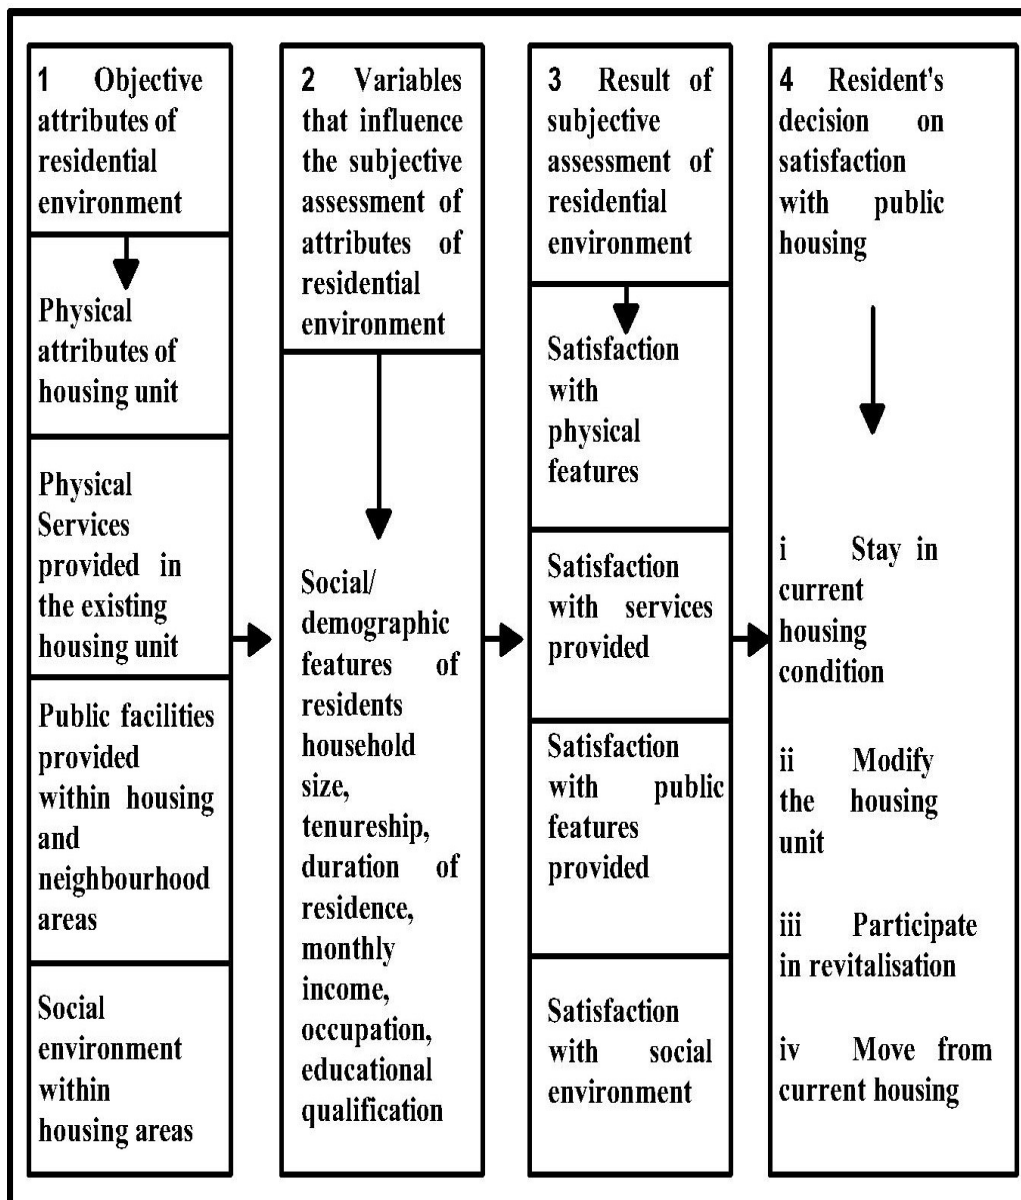 1 Objective
attributes of
residential
environment
Physical
attributes of
housing unit
Physical
Services
provided in
the existing
housing unit
Public facilities
provided
within housing
and
neighbourhood
areas
Social
environment
within
housing areas
2 Variables
that influence
the subjective
assessment of
attributes of
residential
environment
Social/
demographic
features of
residents
household
size,
tenureship,
duration of
residence,
monthly
income,
occupation,
educational
qualification
3 Result of
subjective
assessment of
residential
environment
Satisfaction
with
physical
features
Satisfaction
with services
provided
Satisfaction
with public
features
provided
Satisfaction
with social
environment
4 Resident's
decision on
satisfaction
with public
housing
i Stay in
current
housing
condition
ii Modify
the housing
unit
iii Participate
in revitalisation
iv Move from
current housing